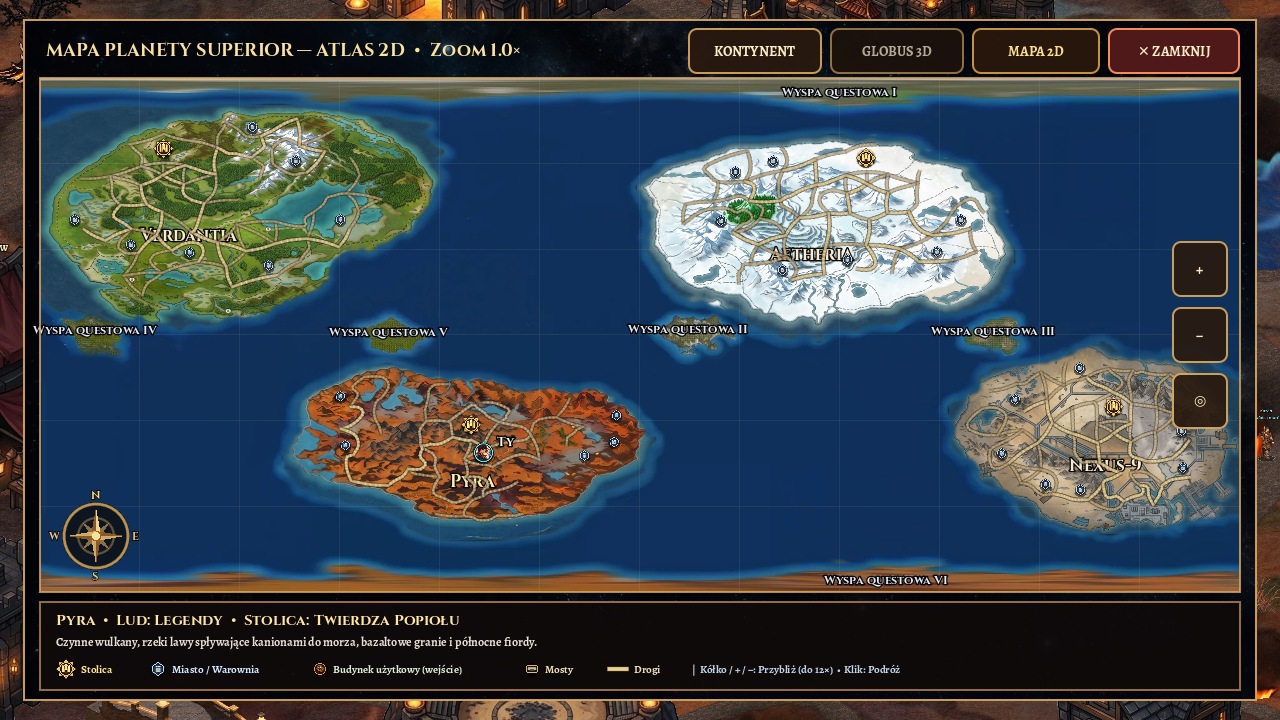 MAPA PLANETY SUPERIOR — ATLAS 2D • ZOOM 1.0×
KONTYNENT
GLOBUS 3D
MAPA 2D
× ZAMKNIJ
WYSPA QUESTOWA I
VERDANTIA
AETHERIA
WYSPA QUESTOWA IV
WYSPA QUESTOWA V
WYSPA QUESTOWA II
WYSPA QUESTOWA III
+
−
◎
TY
PYRA
NEXUS-9
N
W
E
S
WYSPA QUESTOWA VI
PYRA • LUD: LEGENDY • STOLICA: TWIERDZA POPIOŁU
Czynne wulkany, rzeki lawy spływające kanionami do morza, bazaltowe granie i północne fiordy.
Stolica
Miasto / Warownia
Budynek użytkowy (wejście)
Mosty
Drogi
| Kółko / + / −: Przybliż (do 12×) • Klik: Podróż